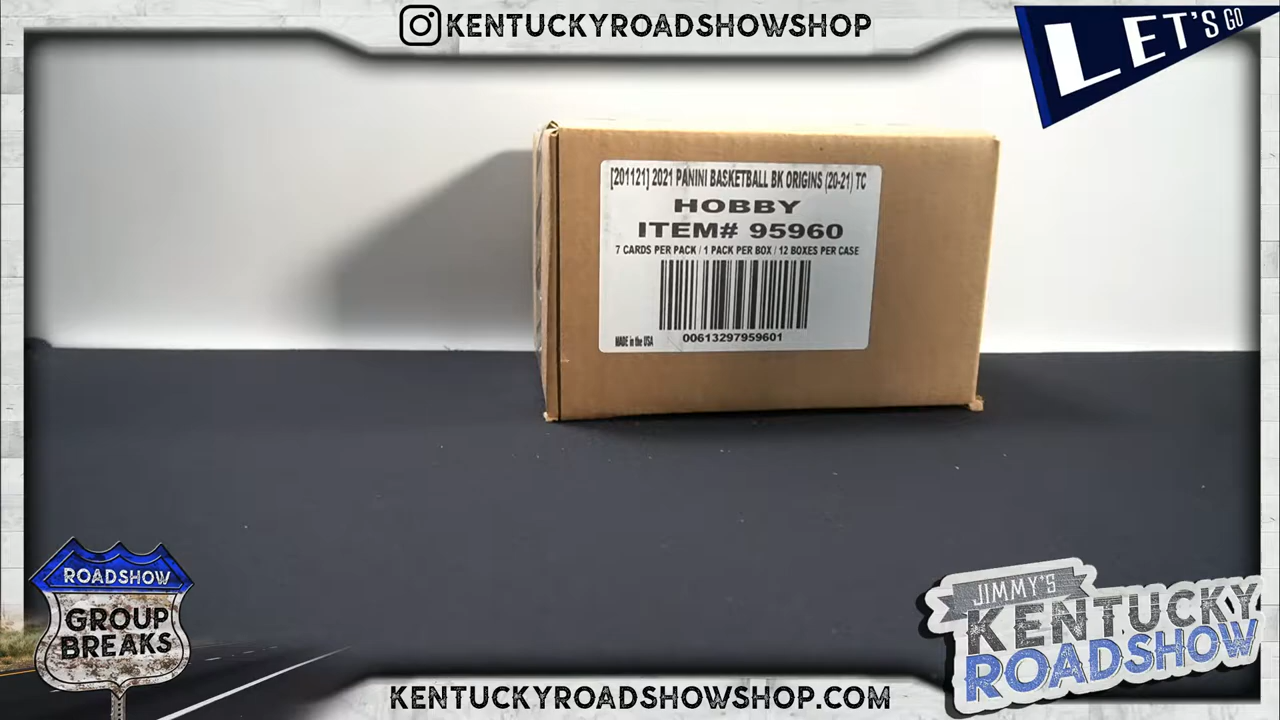 KENTUCKYROADSHOWSHOP
LET'S GO
[201121] 2021 PANINI BASKETBALL BK ORIGINS (20-21) TC
HOBBY
ITEM# 95960
7 CARDS PER PACK / 1 PACK PER BOX / 12 BOXES PER CASE
MADE in the USA
00613297959601
ROADSHOW
GROUP
BREAKS
JIMMY'S
KENTUCKY
ROADSHOW
KENTUCKYROADSHOWSHOP.COM